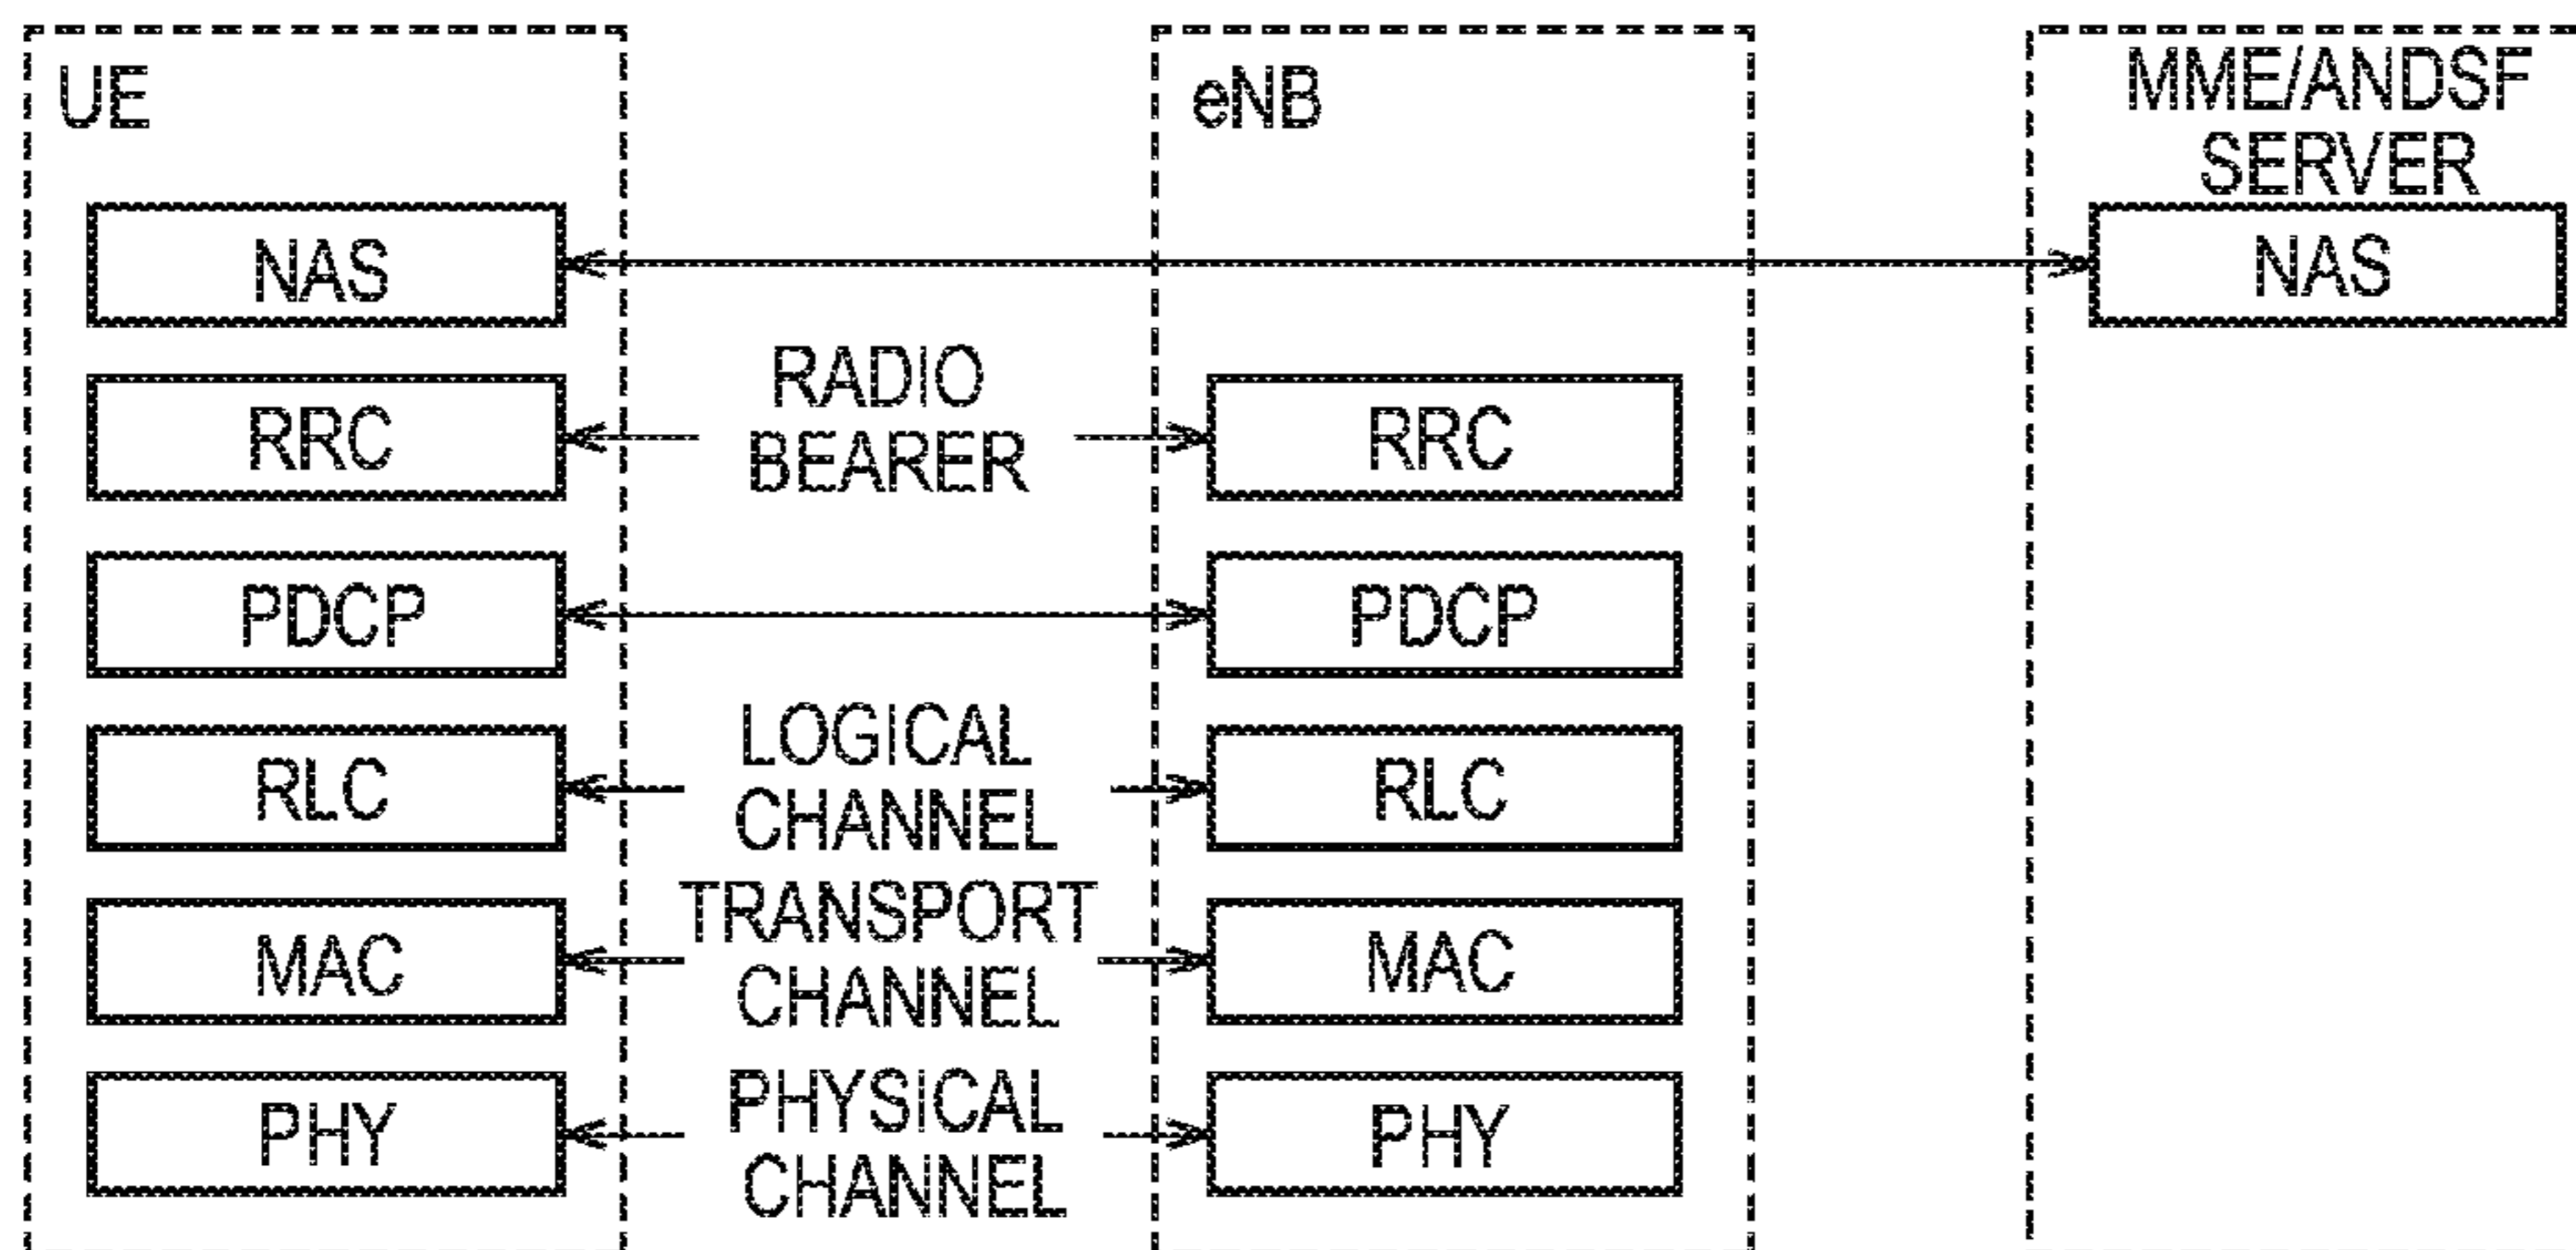 UE
eNB
MME/ANDSF
SERVER
NAS
NAS
RADIO
BEARER
RRC
RRC
PDCP
PDCP
LOGICAL
CHANNEL
RLC
RLC
TRANSPORT
CHANNEL
MAC
MAC
PHYSICAL
CHANNEL
PHY
PHY